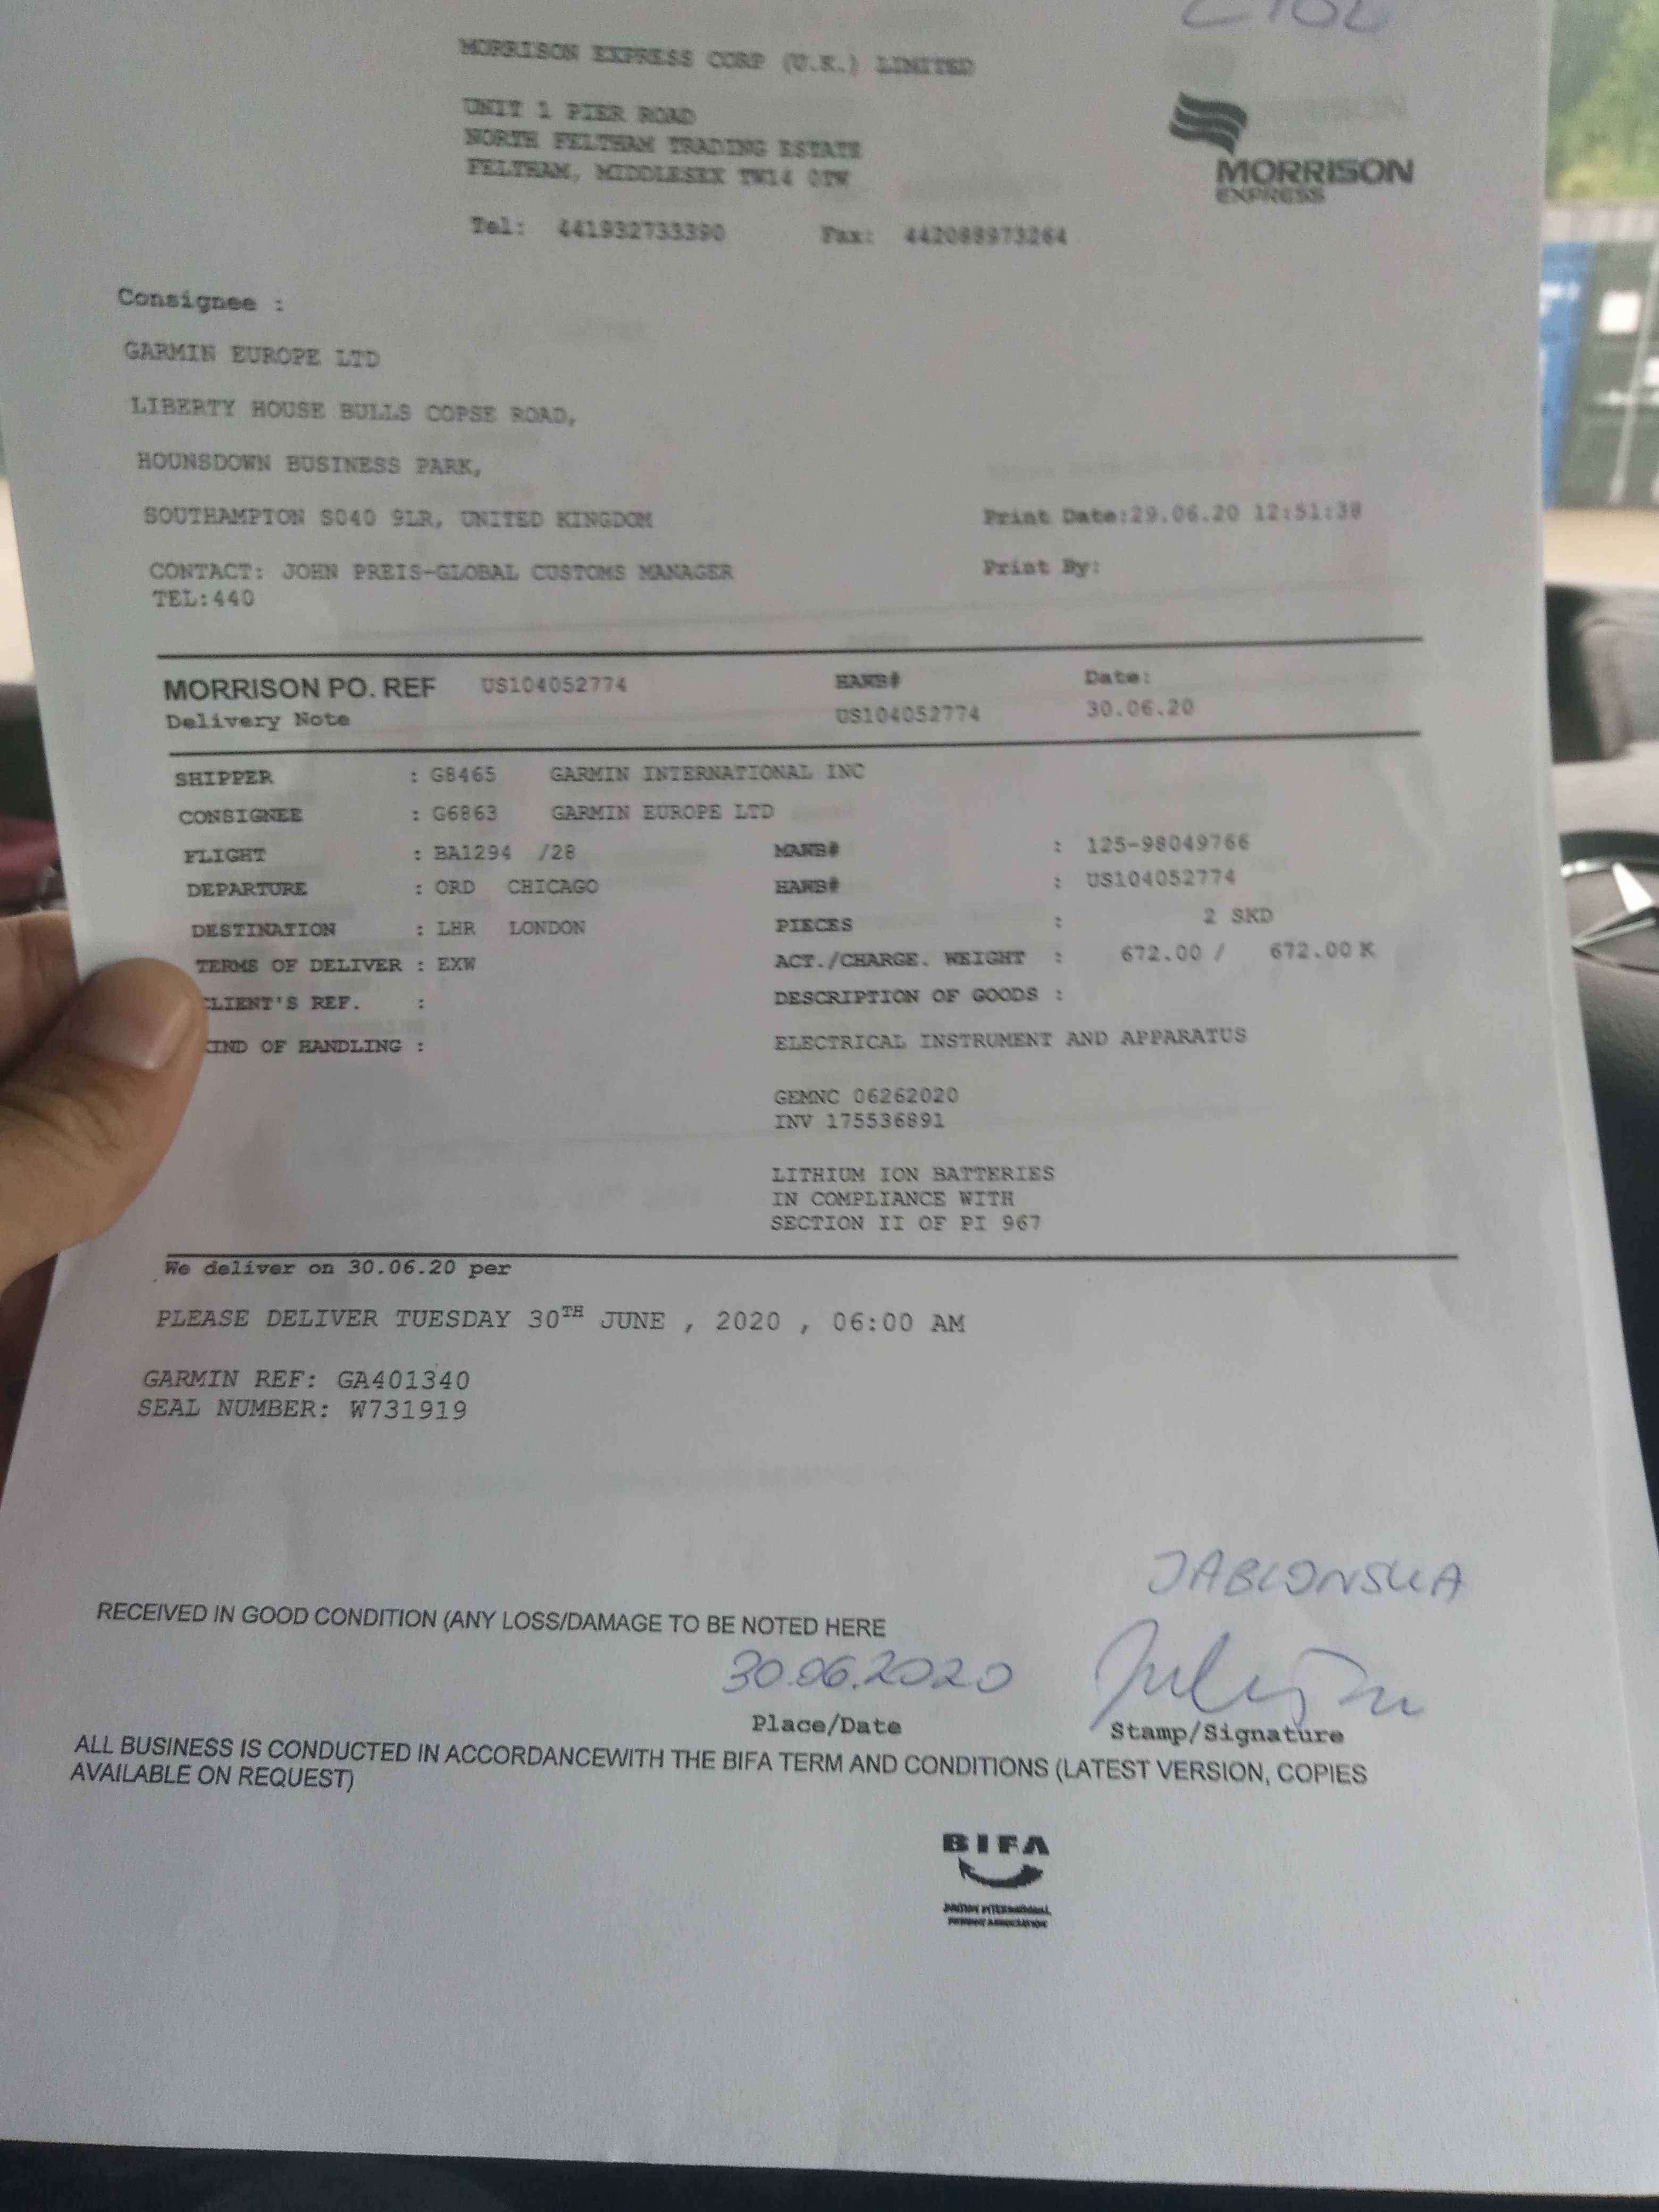 MORRISON EXPRESS CORP (U.K.) LIMITED
UNIT 1 PIER ROAD
NORTH FELTHAM TRADING ESTATE
FELTHAM, MIDDLESEX TW14 0TW
MORRISON
EXPRESS
Tel: 441932733390 Fax: 442088973264
Consignee :
GARMIN EUROPE LTD
LIBERTY HOUSE BULLS COPSE ROAD,
HOUNSDOWN BUSINESS PARK,
SOUTHAMPTON SO40 9LR, UNITED KINGDOM Print Date:29.06.20 12:51:38
CONTACT: JOHN PREIS-GLOBAL CUSTOMS MANAGER Print By:
TEL:440
MORRISON PO. REF US104052774 HAWB# Date:
Delivery Note US104052774 30.06.20
SHIPPER : G8465 GARMIN INTERNATIONAL INC
CONSIGNEE : G6863 GARMIN EUROPE LTD
FLIGHT : BA1294 /28 MAWB# : 125-98049766
DEPARTURE : ORD CHICAGO HAWB# : US104052774
DESTINATION : LHR LONDON PIECES : 2 SKD
TERMS OF DELIVER : EXW ACT./CHARGE. WEIGHT : 672.00 / 672.00 K
CLIENT'S REF. : DESCRIPTION OF GOODS :
KIND OF HANDLING : ELECTRICAL INSTRUMENT AND APPARATUS
GEMNC 06262020
INV 175536891
LITHIUM ION BATTERIES
IN COMPLIANCE WITH
SECTION II OF PI 967
We deliver on 30.06.20 per
PLEASE DELIVER TUESDAY 30TH JUNE , 2020 , 06:00 AM
GARMIN REF: GA401340
SEAL NUMBER: W731919
JABLONSKA
RECEIVED IN GOOD CONDITION (ANY LOSS/DAMAGE TO BE NOTED HERE
30.06.2020
Place/Date Stamp/Signature
ALL BUSINESS IS CONDUCTED IN ACCORDANCEWITH THE BIFA TERM AND CONDITIONS (LATEST VERSION, COPIES
AVAILABLE ON REQUEST)
BIFA